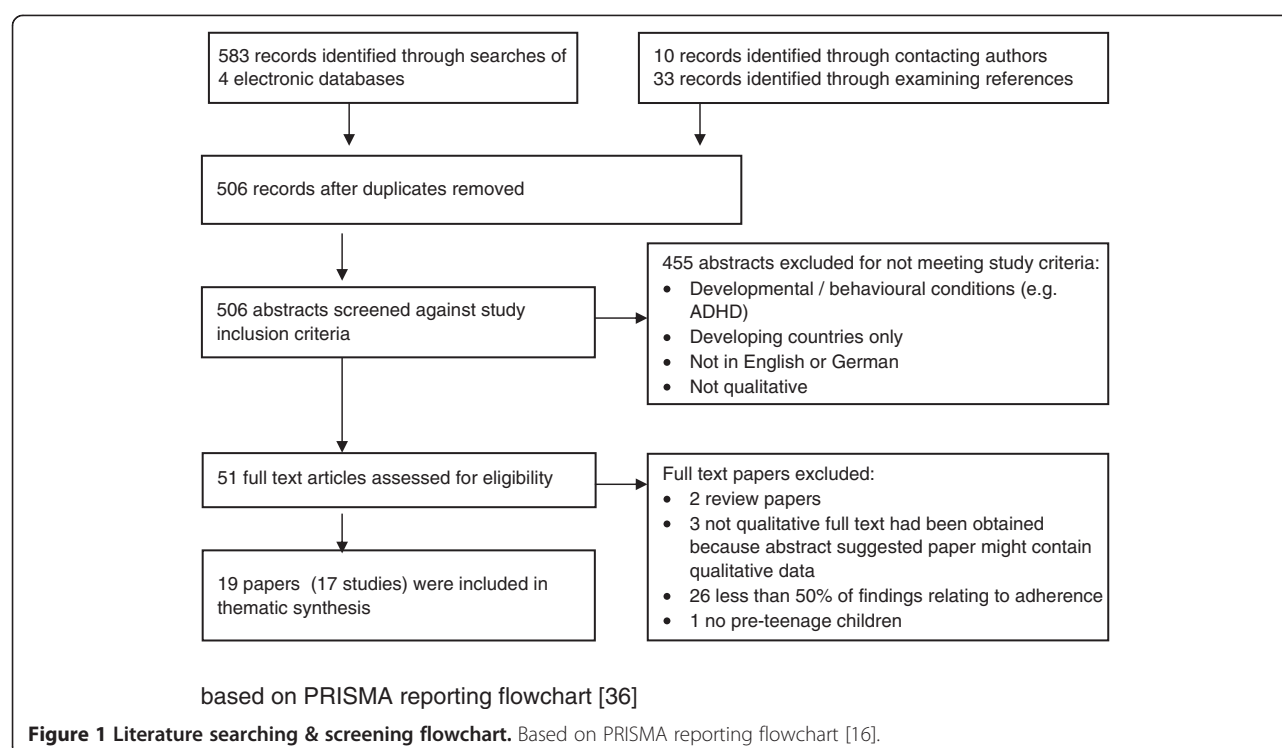 583 records identified through searches of
4 electronic databases
10 records identified through contacting authors
33 records identified through examining references
506 records after duplicates removed
455 abstracts excluded for not meeting study criteria:
• Developmental / behavioural conditions (e.g.
ADHD)
• Developing countries only
• Not in English or German
• Not qualitative
506 abstracts screened against study
inclusion criteria
51 full text articles assessed for eligibility
Full text papers excluded:
• 2 review papers
• 3 not qualitative full text had been obtained
because abstract suggested paper might contain
qualitative data
• 26 less than 50% of findings relating to adherence
• 1 no pre-teenage children
19 papers (17 studies) were included in
thematic synthesis
based on PRISMA reporting flowchart [36]
Figure 1 Literature searching & screening flowchart. Based on PRISMA reporting flowchart [16].